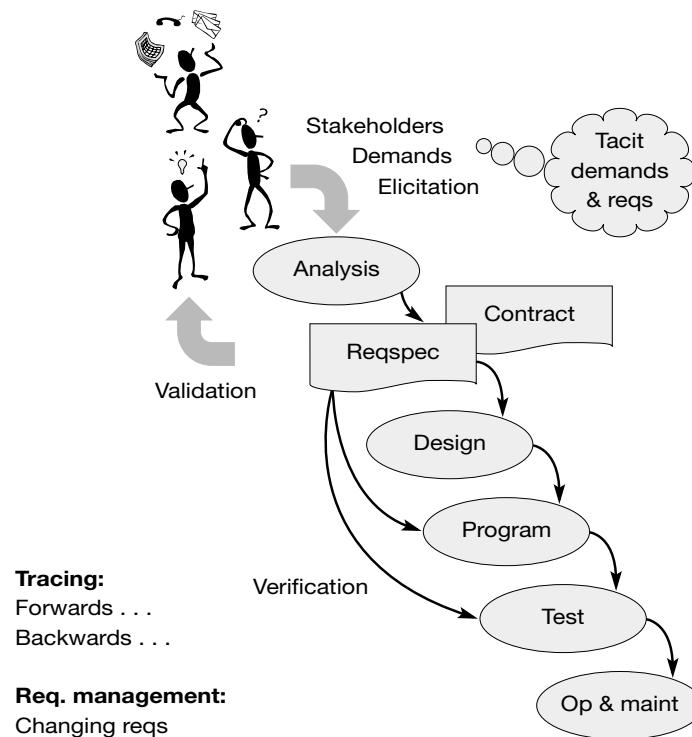 ?
Stakeholders
Demands
Elicitation
Tacit
demands
& reqs
Analysis
Contract
Reqspec
Validation
Design
Program
Verification
Test
Op & maint
Tracing:
Forwards . . .
Backwards . . .
Req. management:
Changing reqs